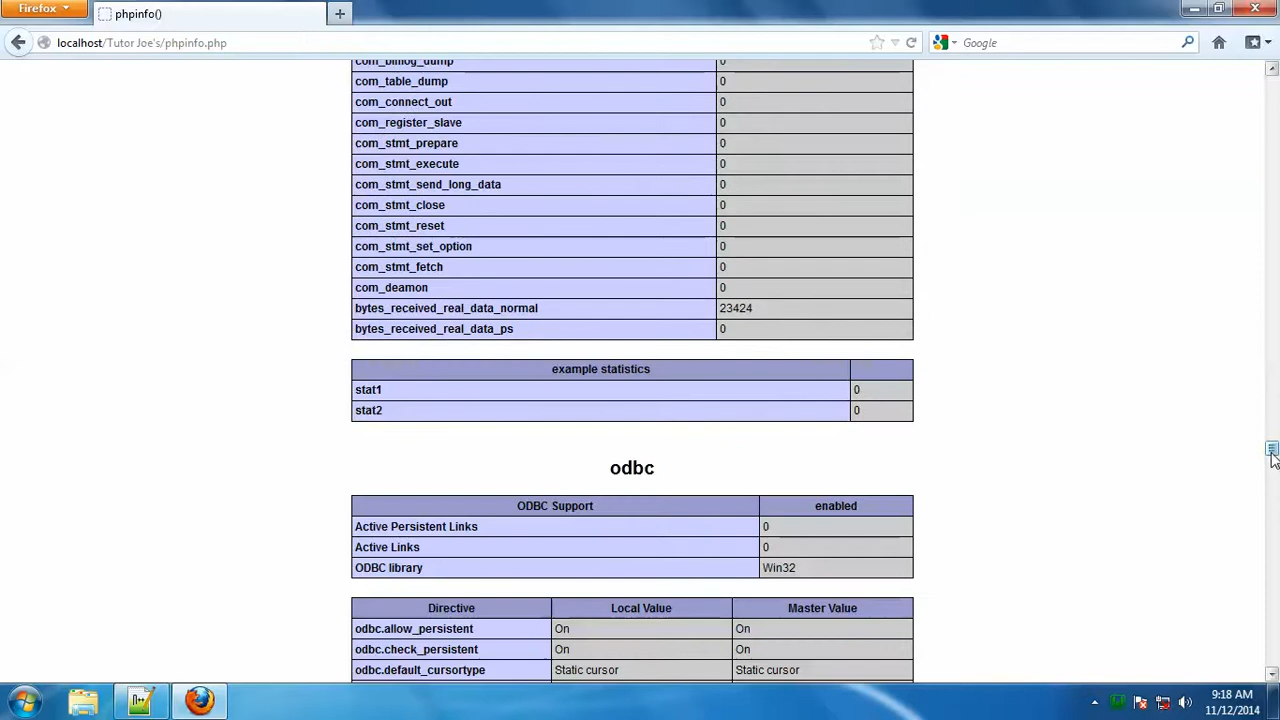 Firefox
phpinfo()
localhost/Tutor Joe's/phpinfo.php
Google
com_binlog_dump 0
com_table_dump 0
com_connect_out 0
com_register_slave 0
com_stmt_prepare 0
com_stmt_execute 0
com_stmt_send_long_data 0
com_stmt_close 0
com_stmt_reset 0
com_stmt_set_option 0
com_stmt_fetch 0
com_deamon 0
bytes_received_real_data_normal 23424
bytes_received_real_data_ps 0
example statistics
stat1 0
stat2 0
odbc
ODBC Support enabled
Active Persistent Links 0
Active Links 0
ODBC library Win32
Directive Local Value Master Value
odbc.allow_persistent On On
odbc.check_persistent On On
odbc.default_cursortype Static cursor Static cursor
9:18 AM
11/12/2014